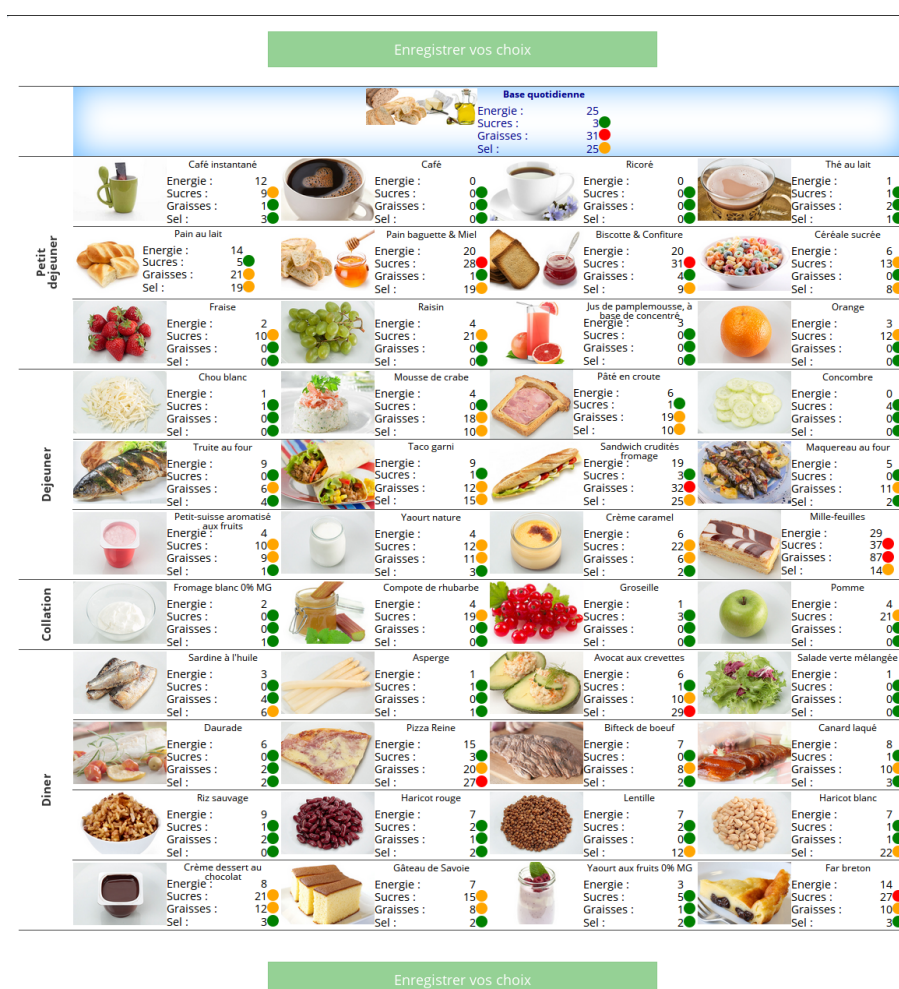 Enregistrer vos choix
Base quotidienne
Energie : 25
Sucres : 3
Graisses : 31
Sel : 25
Petit dejeuner
Café instantané
Energie : 12
Sucres : 9
Graisses : 1
Sel : 3
Café
Energie : 0
Sucres : 0
Graisses : 0
Sel : 0
Ricoré
Energie : 0
Sucres : 0
Graisses : 0
Sel : 0
Thé au lait
Energie : 1
Sucres : 1
Graisses : 2
Sel : 1
Pain au lait
Energie : 14
Sucres : 5
Graisses : 21
Sel : 19
Pain baguette & Miel
Energie : 20
Sucres : 28
Graisses : 1
Sel : 19
Biscotte & Confiture
Energie : 20
Sucres : 31
Graisses : 4
Sel : 9
Céréale sucrée
Energie : 6
Sucres : 13
Graisses : 0
Sel : 8
Fraise
Energie : 2
Sucres : 10
Graisses : 0
Sel : 0
Raisin
Energie : 4
Sucres : 21
Graisses : 0
Sel : 0
Jus de pamplemousse, à
base de concentré
Energie : 3
Sucres : 0
Graisses : 0
Sel : 0
Orange
Energie : 3
Sucres : 12
Graisses : 0
Sel : 0
Dejeuner
Chou blanc
Energie : 1
Sucres : 1
Graisses : 0
Sel : 0
Mousse de crabe
Energie : 4
Sucres : 0
Graisses : 18
Sel : 10
Pâté en croute
Energie : 6
Sucres : 1
Graisses : 19
Sel : 10
Concombre
Energie : 0
Sucres : 4
Graisses : 0
Sel : 0
Truite au four
Energie : 9
Sucres : 0
Graisses : 6
Sel : 4
Taco garni
Energie : 9
Sucres : 1
Graisses : 12
Sel : 15
Sandwich crudités
fromage
Energie : 19
Sucres : 3
Graisses : 32
Sel : 25
Maquereau au four
Energie : 5
Sucres : 0
Graisses : 11
Sel : 2
Petit-suisse aromatisé
aux fruits
Energie : 4
Sucres : 10
Graisses : 9
Sel : 1
Yaourt nature
Energie : 4
Sucres : 12
Graisses : 11
Sel : 3
Crème caramel
Energie : 6
Sucres : 22
Graisses : 6
Sel : 2
Mille-feuilles
Energie : 29
Sucres : 37
Graisses : 87
Sel : 14
Collation
Fromage blanc 0% MG
Energie : 2
Sucres : 0
Graisses : 0
Sel : 1
Compote de rhubarbe
Energie : 4
Sucres : 19
Graisses : 0
Sel : 0
Groseille
Energie : 1
Sucres : 3
Graisses : 0
Sel : 0
Pomme
Energie : 4
Sucres : 21
Graisses : 0
Sel : 0
Diner
Sardine à l'huile
Energie : 3
Sucres : 0
Graisses : 4
Sel : 6
Asperge
Energie : 1
Sucres : 1
Graisses : 0
Sel : 1
Avocat aux crevettes
Energie : 6
Sucres : 1
Graisses : 10
Sel : 29
Salade verte mélangée
Energie : 1
Sucres : 0
Graisses : 0
Sel : 0
Daurade
Energie : 6
Sucres : 0
Graisses : 2
Sel : 2
Pizza Reine
Energie : 15
Sucres : 3
Graisses : 20
Sel : 27
Bifteck de boeuf
Energie : 7
Sucres : 0
Graisses : 8
Sel : 2
Canard laqué
Energie : 8
Sucres : 1
Graisses : 10
Sel : 3
Riz sauvage
Energie : 9
Sucres : 1
Graisses : 2
Sel : 0
Haricot rouge
Energie : 7
Sucres : 2
Graisses : 1
Sel : 2
Lentille
Energie : 7
Sucres : 2
Graisses : 0
Sel : 12
Haricot blanc
Energie : 7
Sucres : 1
Graisses : 1
Sel : 22
Crème dessert au
chocolat
Energie : 8
Sucres : 21
Graisses : 12
Sel : 3
Gâteau de Savoie
Energie : 7
Sucres : 15
Graisses : 8
Sel : 2
Yaourt aux fruits 0% MG
Energie : 3
Sucres : 5
Graisses : 1
Sel : 2
Far breton
Energie : 14
Sucres : 27
Graisses : 10
Sel : 3
Enregistrer vos choix